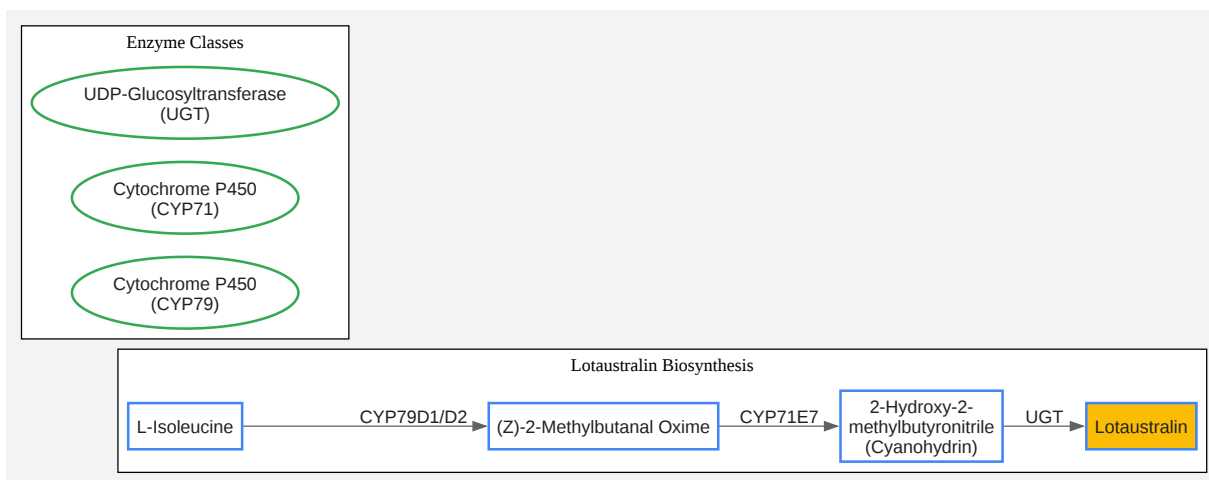 Enzyme Classes
UDP-Glucosyltransferase
(UGT)
Cytochrome P450
(CYP71)
Cytochrome P450
(CYP79)
Lotaustralin Biosynthesis
L-Isoleucine
CYP79D1/D2
(Z)-2-Methylbutanal Oxime
CYP71E7
2-Hydroxy-2-
methylbutyronitrile
(Cyanohydrin)
UGT
Lotaustralin